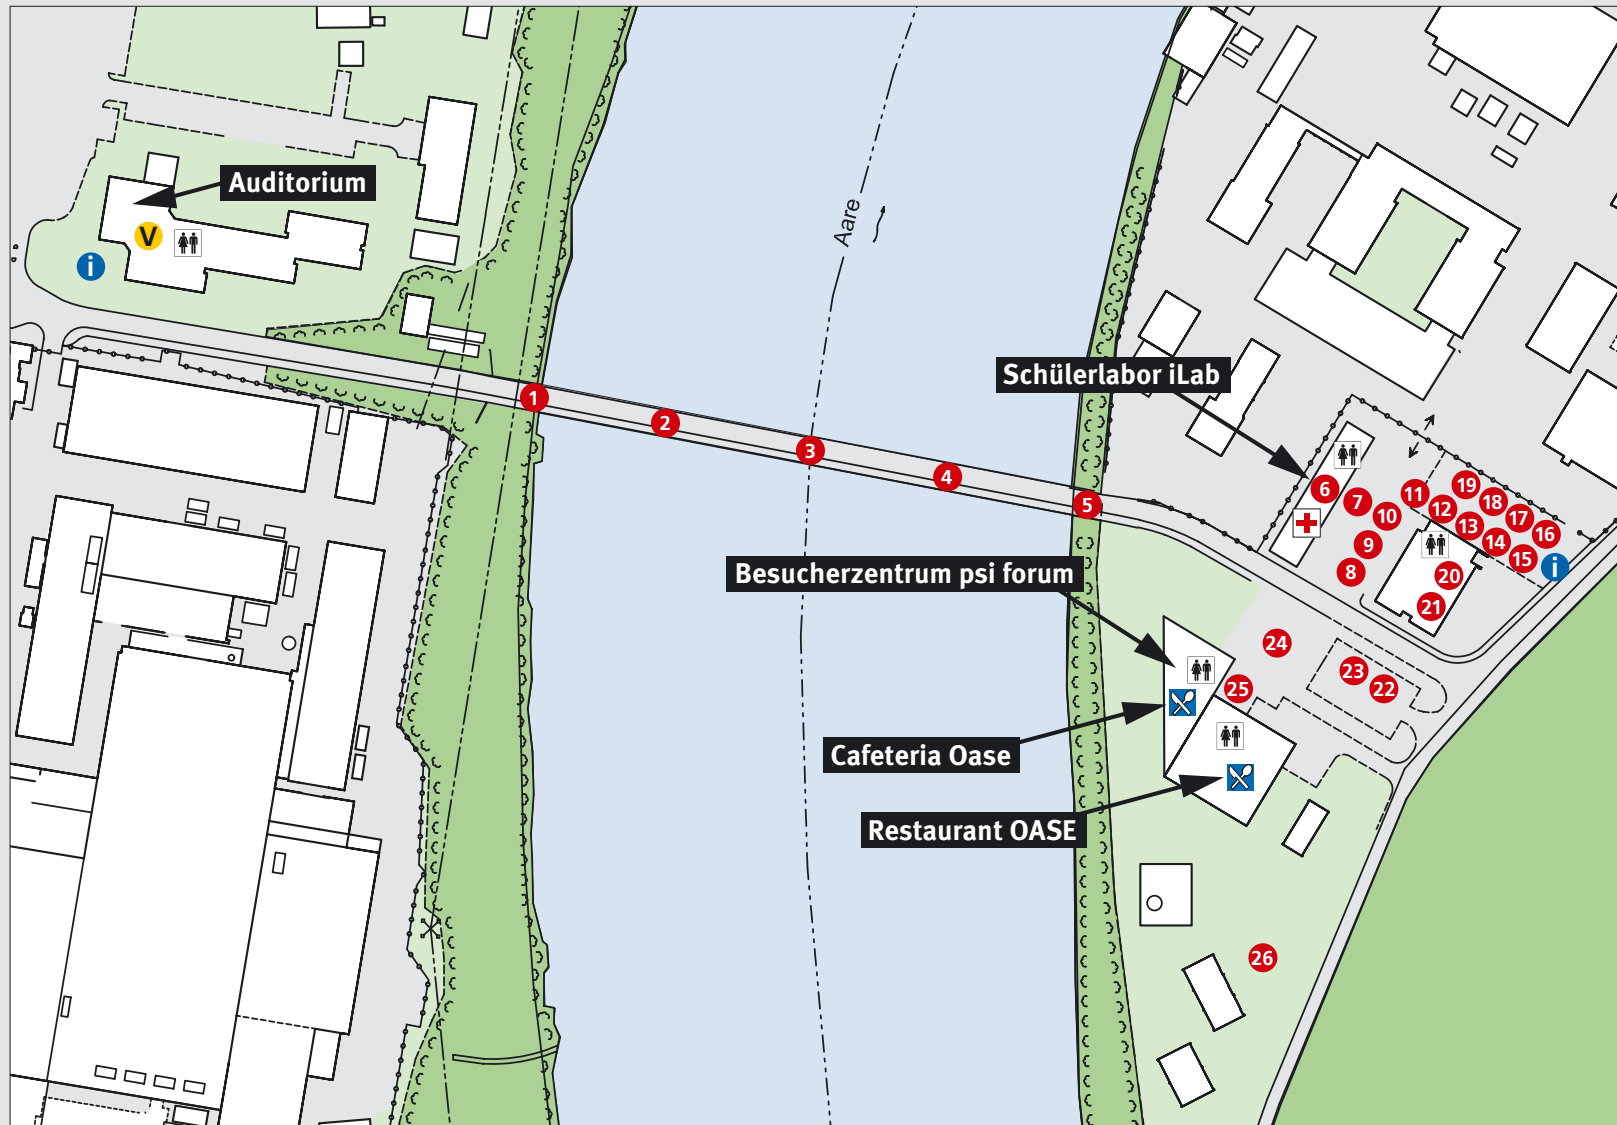 Auditorium
V
i
Aare
Schülerlabor iLab
1
2
3
4
5
6
7
8
9
10
11
12
13
14
15
16
17
18
19
i
20
21
Besucherzentrum psi forum
22
23
24
25
Cafeteria Oase
Restaurant OASE
26